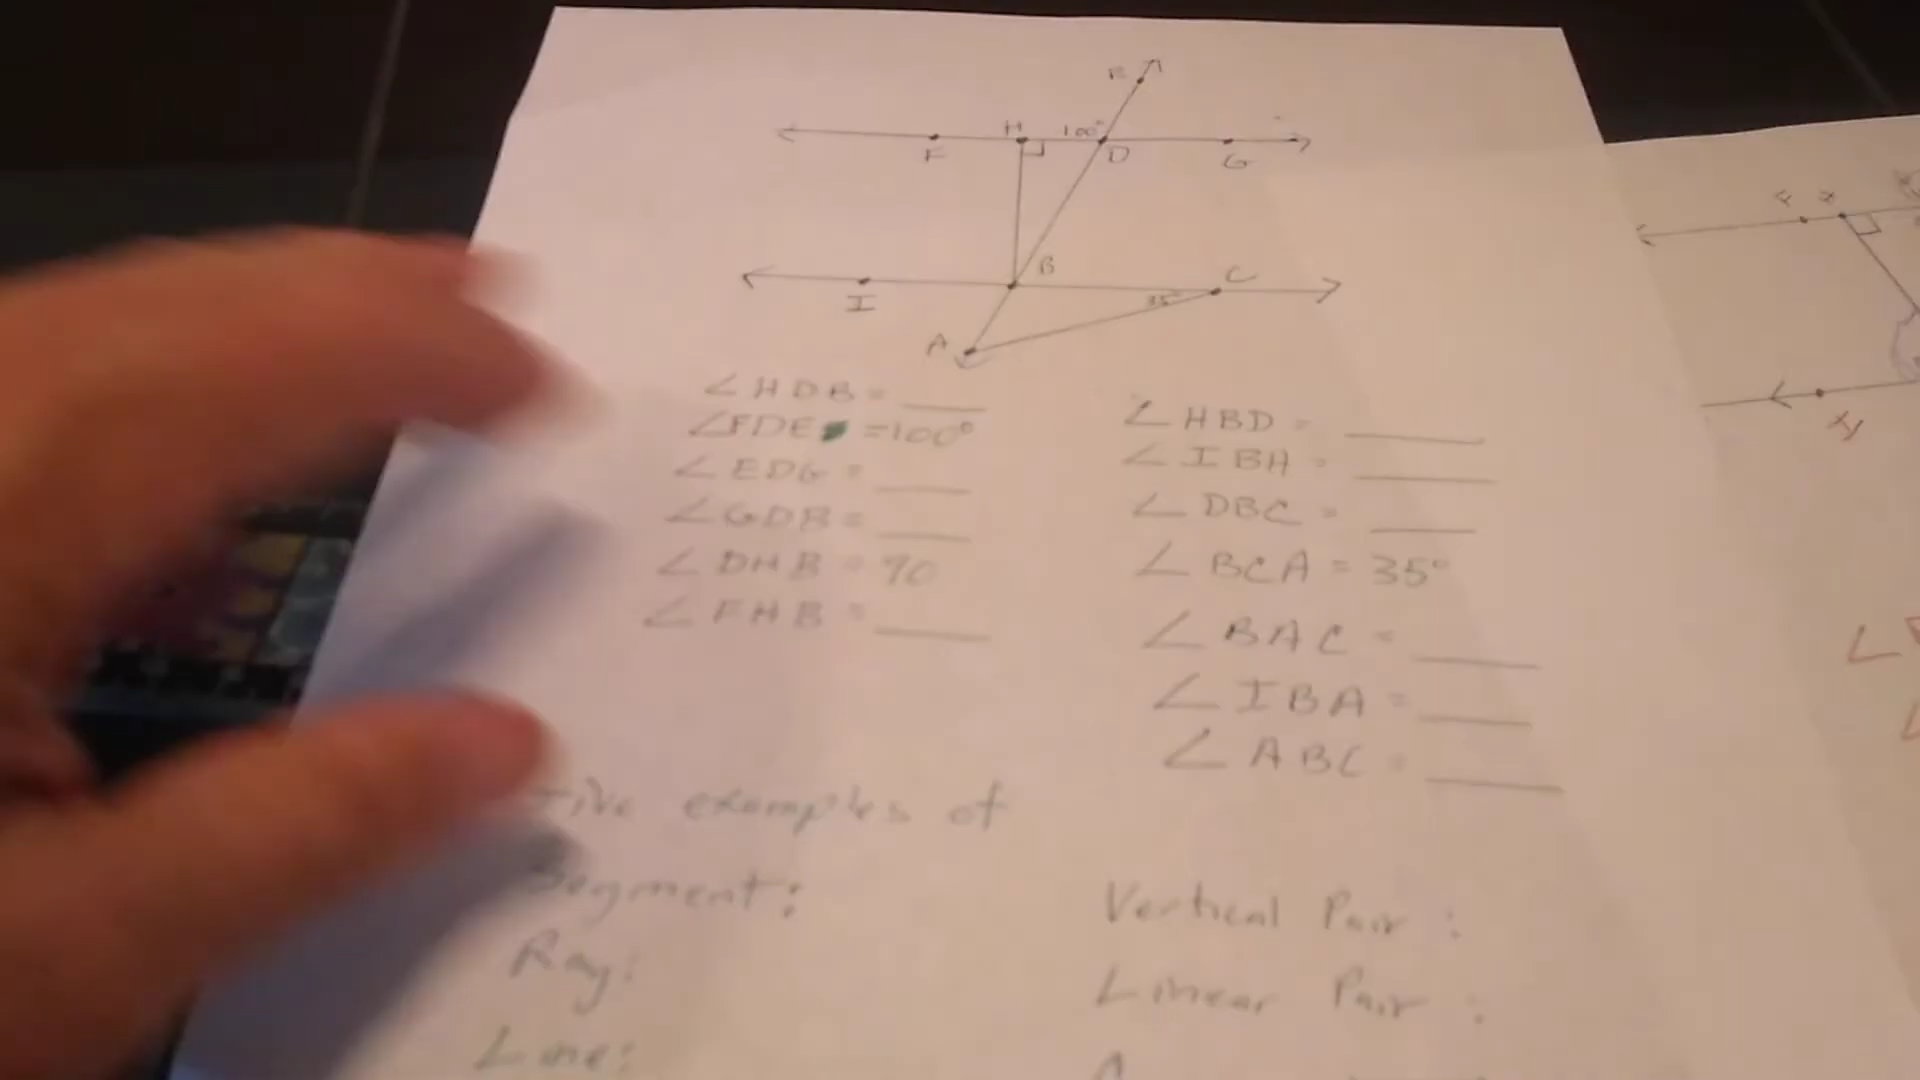 E
H 100°
F D G
B
I 35° C
A
∠HDB = ____
∠FDE = 100°
∠EDG = ____
∠GDB = ____
∠DHB = 90
∠FHB = ____
∠HBD = ____
∠IBH = ____
∠DBC = ____
∠BCA = 35°
∠BAC = ____
∠IBA = ____
∠ABC = ____
examples of
Segment:
Ray:
Line:
Vertical Pair :
Linear Pair :